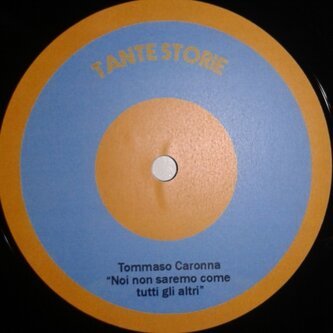 TANTE STORIE
Tommaso Caronna
“Noi non saremo come
tutti gli altri”